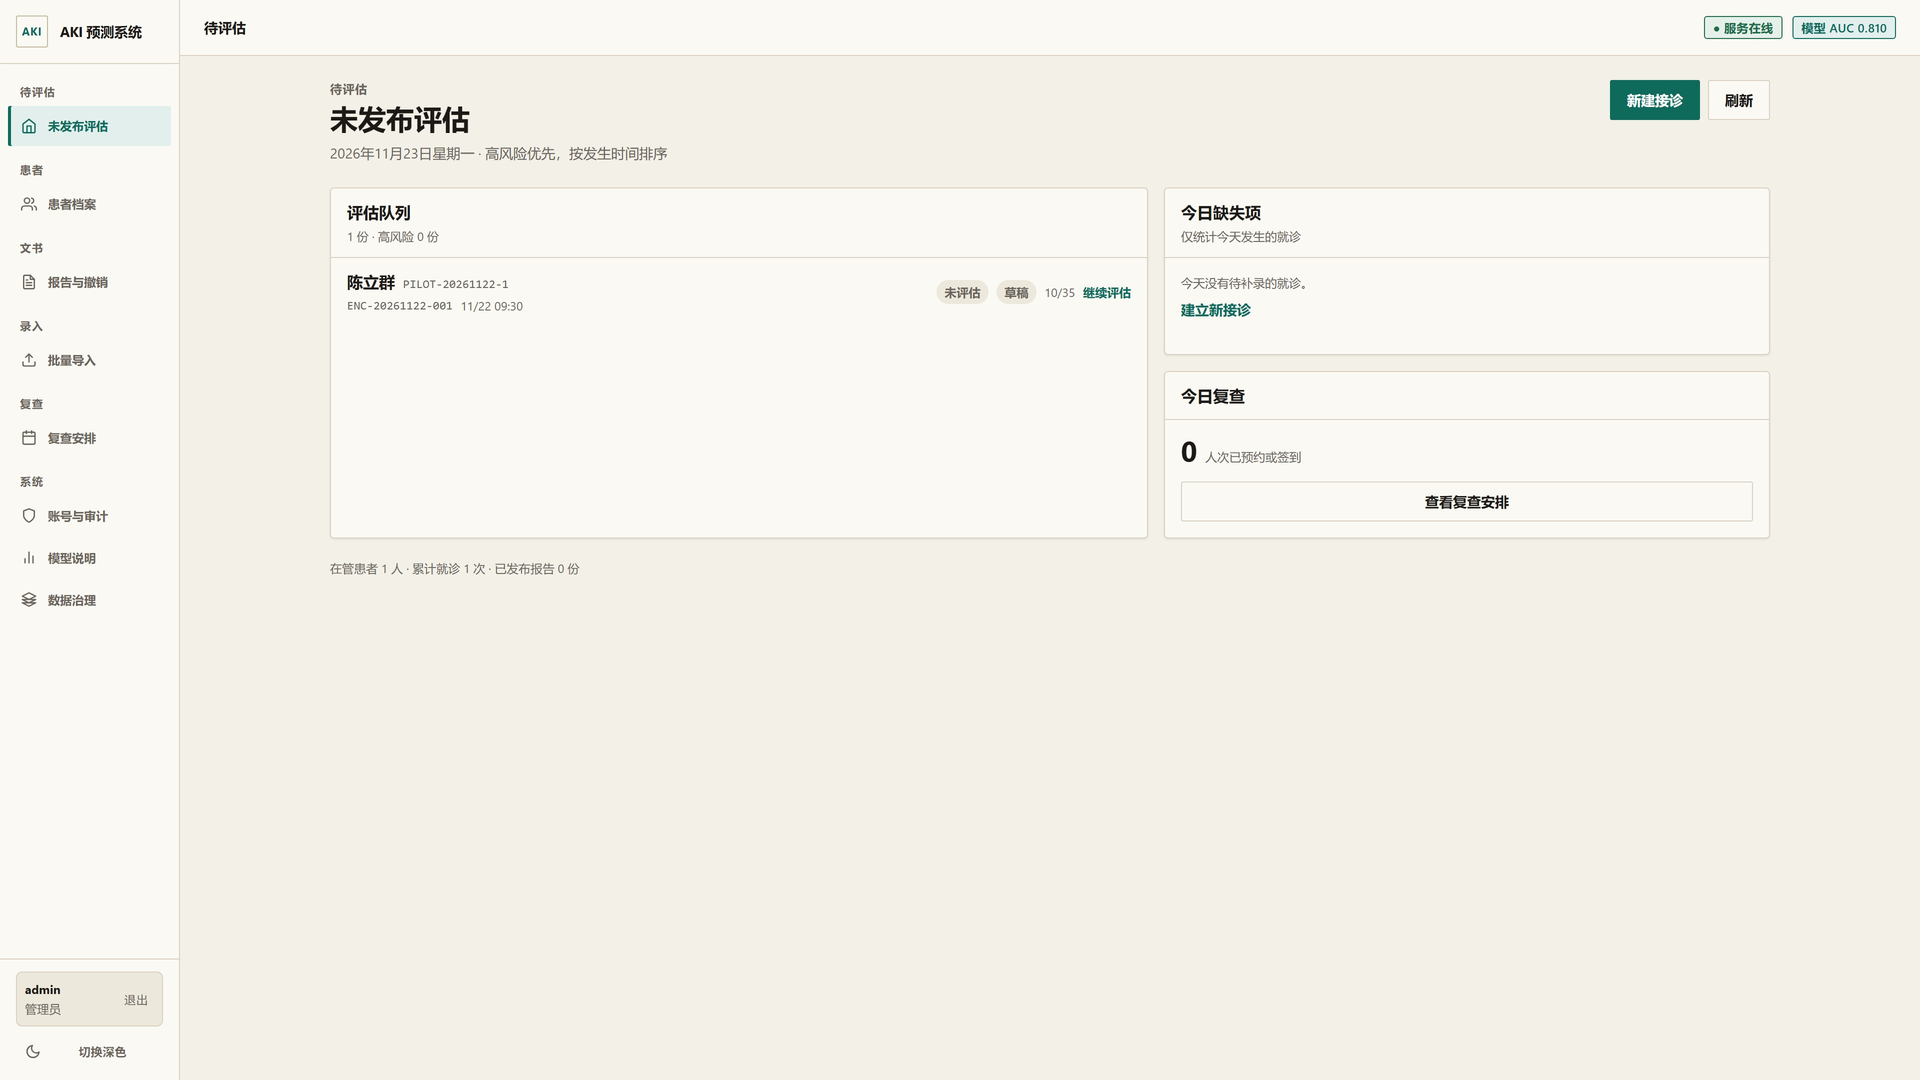 AKI
AKI 预测系统
待评估
未发布评估
患者
患者档案
文书
报告与撤销
录入
批量导入
复查
复查安排
系统
账号与审计
模型说明
数据治理
admin
管理员
退出
切换深色
待评估
服务在线
模型 AUC 0.810
待评估
未发布评估
2026年11月23日星期一 · 高风险优先，按发生时间排序
新建接诊
刷新
评估队列
1 份 · 高风险 0 份
陈立群 PILOT-20261122-1
ENC-20261122-001 11/22 09:30
未评估 草稿 10/35 继续评估
今日缺失项
仅统计今天发生的就诊
今天没有待补录的就诊。
建立新接诊
今日复查
0 人次已预约或签到
查看复查安排
在管患者 1 人 · 累计就诊 1 次 · 已发布报告 0 份